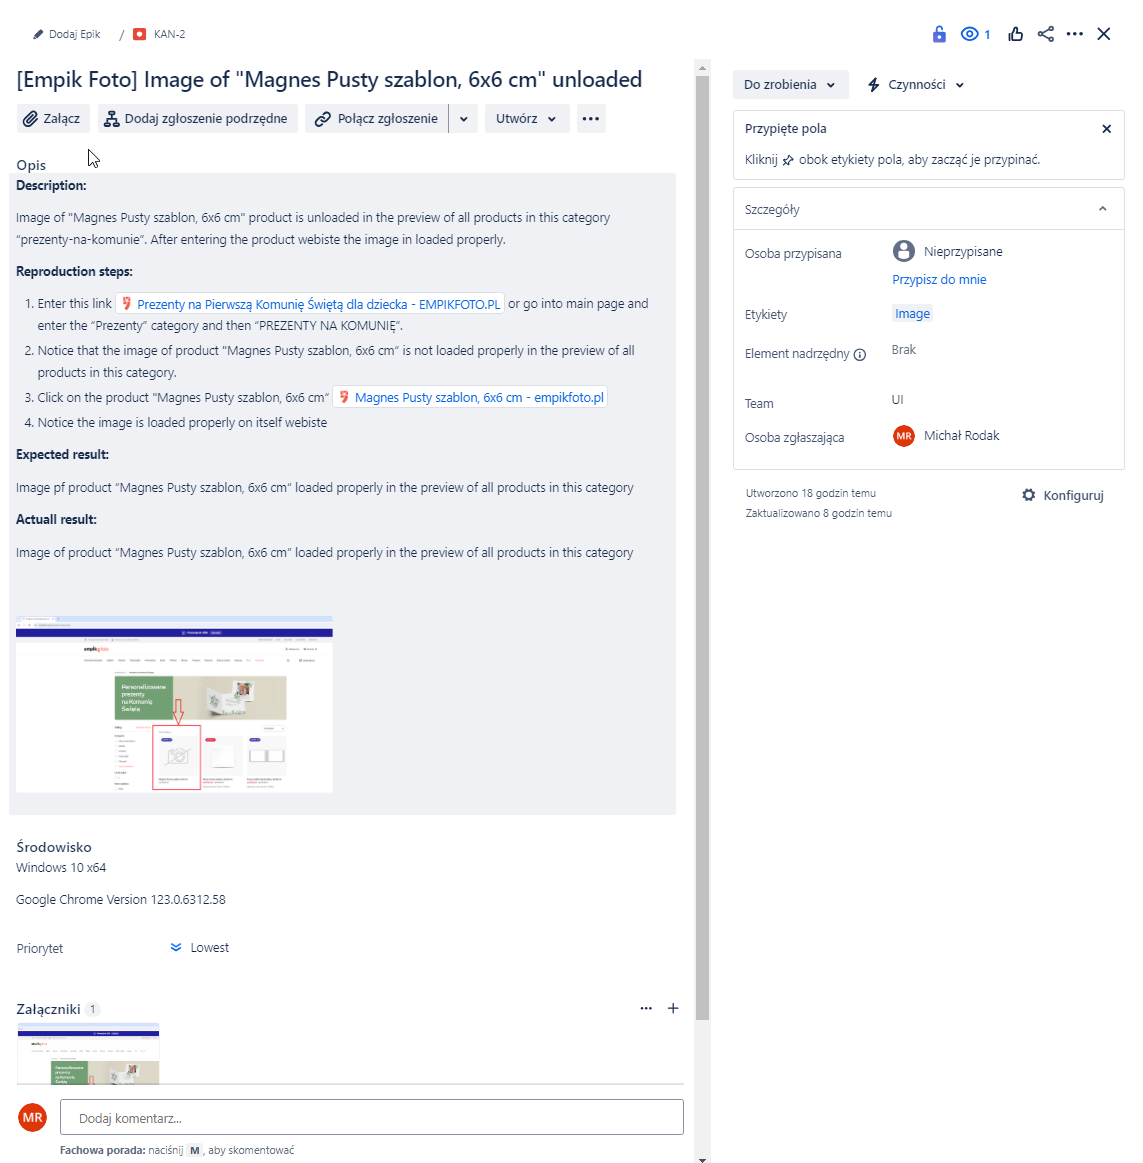 Dodaj Epik / KAN-2
1
[Empik Foto] Image of "Magnes Pusty szablon, 6x6 cm" unloaded
Załącz Dodaj zgłoszenie podrzędne Połącz zgłoszenie Utwórz
Opis
Description:
Image of "Magnes Pusty szablon, 6x6 cm" product is unloaded in the preview of all products in this category
“prezenty-na-komunie”. After entering the product webiste the image in loaded properly.
Reproduction steps:
1. Enter this link Prezenty na Pierwszą Komunię Świętą dla dziecka - EMPIKFOTO.PL or go into main page and
enter the “Prezenty” category and then “PREZENTY NA KOMUNIĘ”.
2. Notice that the image of product "Magnes Pusty szablon, 6x6 cm” is not loaded properly in the preview of all
products in this category.
3. Click on the product "Magnes Pusty szablon, 6x6 cm” Magnes Pusty szablon, 6x6 cm - empikfoto.pl
4. Notice the image is loaded properly on itself webiste
Expected result:
Image pf product “Magnes Pusty szablon, 6x6 cm” loaded properly in the preview of all products in this category
Actuall result:
Image of product “Magnes Pusty szablon, 6x6 cm” loaded properly in the preview of all products in this category
Personalizowane
prezenty
na Komunię
Świętą
Środowisko
Windows 10 x64
Google Chrome Version 123.0.6312.58
Priorytet Lowest
Załączniki 1
MR Dodaj komentarz...
Fachowa porada: naciśnij M, aby skomentować
Do zrobienia Czynności
Przypięte pola
Kliknij obok etykiety pola, aby zacząć je przypinać.
Szczegóły
Osoba przypisana Nieprzypisane
Przypisz do mnie
Etykiety Image
Element nadrzędny Brak
Team UI
Osoba zgłaszająca MR Michał Rodak
Utworzono 18 godzin temu
Zaktualizowano 8 godzin temu
Konfiguruj